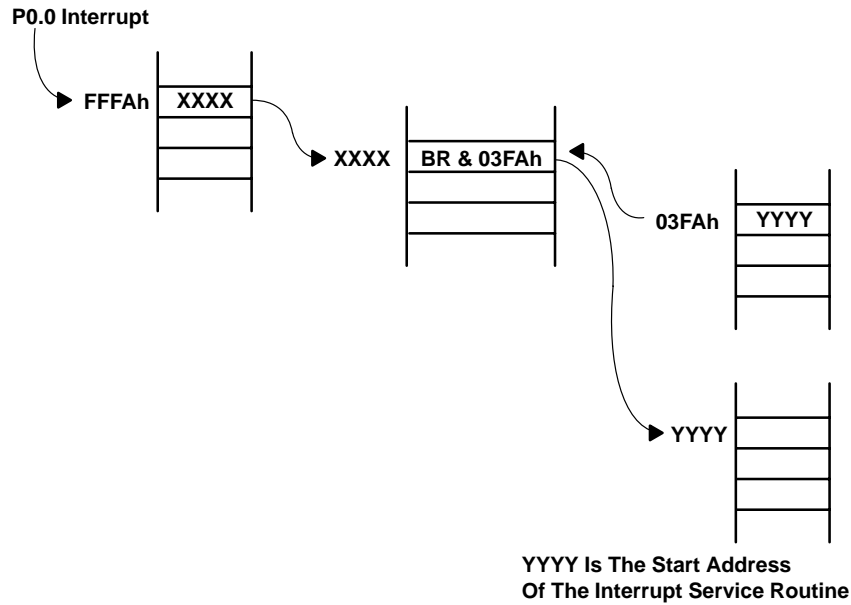 P0.0 Interrupt
FFFAh
XXXX
XXXX
BR & 03FAh
03FAh
YYYY
YYYY
YYYY Is The Start Address
Of The Interrupt Service Routine